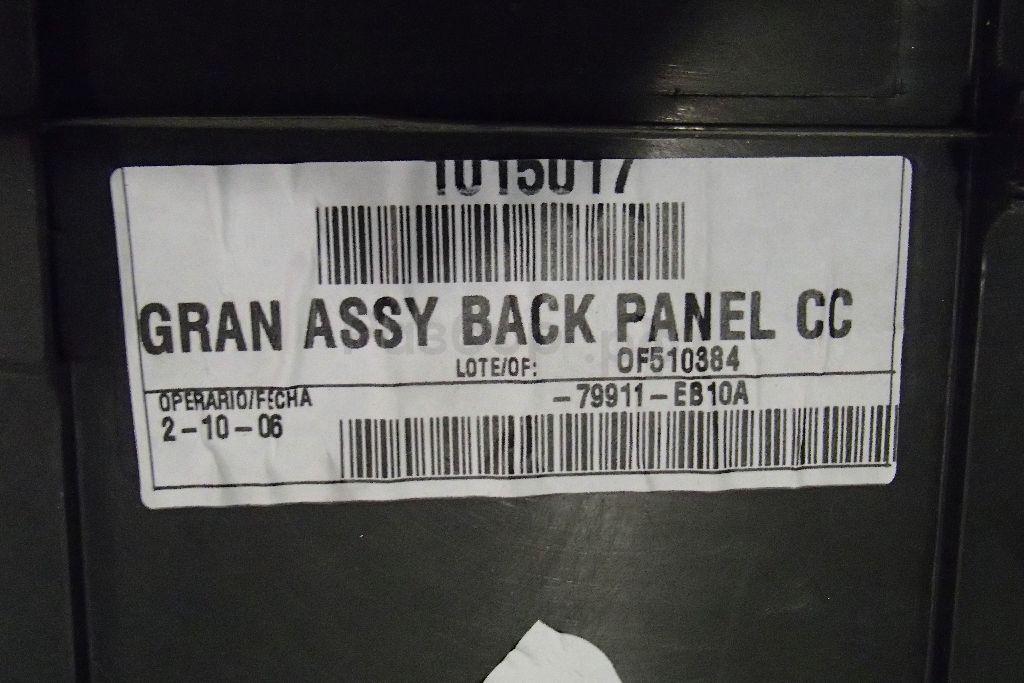 1015017
GRAN ASSY BACK PANEL CC
LOTE/OF: OF510384
OPERARIO/FECHA -79911-EB10A
2-10-06